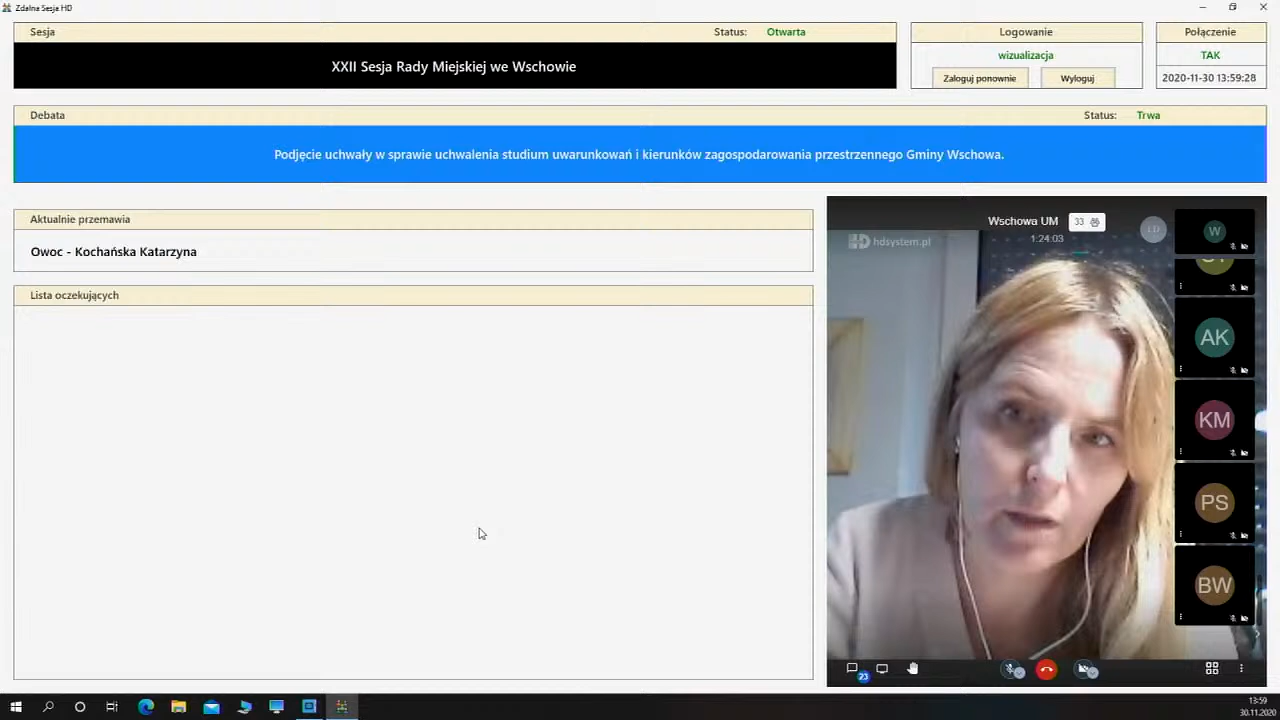 Zdalna Sesja HD
Sesja
Status: Otwarta
XXII Sesja Rady Miejskiej we Wschowie
Logowanie
wizualizacja
Zaloguj ponownie
Wyloguj
Połączenie
TAK
2020-11-30 13:59:28
Debata
Status: Trwa
Podjęcie uchwały w sprawie uchwalenia studium uwarunkowań i kierunków zagospodarowania przestrzennego Gminy Wschowa.
Aktualnie przemawia
Owoc - Kochańska Katarzyna
Lista oczekujących
Wschowa UM 33
1:24:03
hdsystem.pl
W
AK
KM
PS
BW
23
13:59
30.11.2020